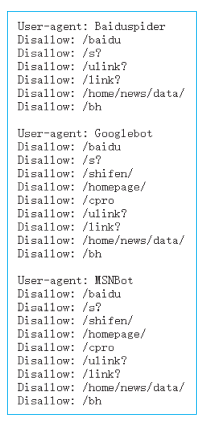 User-agent: Baiduspider
Disallow: /baidu
Disallow: /s?
Disallow: /ulink?
Disallow: /link?
Disallow: /home/news/data/
Disallow: /bh

User-agent: Googlebot
Disallow: /baidu
Disallow: /s?
Disallow: /shifen/
Disallow: /homepage/
Disallow: /cpro
Disallow: /ulink?
Disallow: /link?
Disallow: /home/news/data/
Disallow: /bh

User-agent: MSNBot
Disallow: /baidu
Disallow: /s?
Disallow: /shifen/
Disallow: /homepage/
Disallow: /cpro
Disallow: /ulink?
Disallow: /link?
Disallow: /home/news/data/
Disallow: /bh